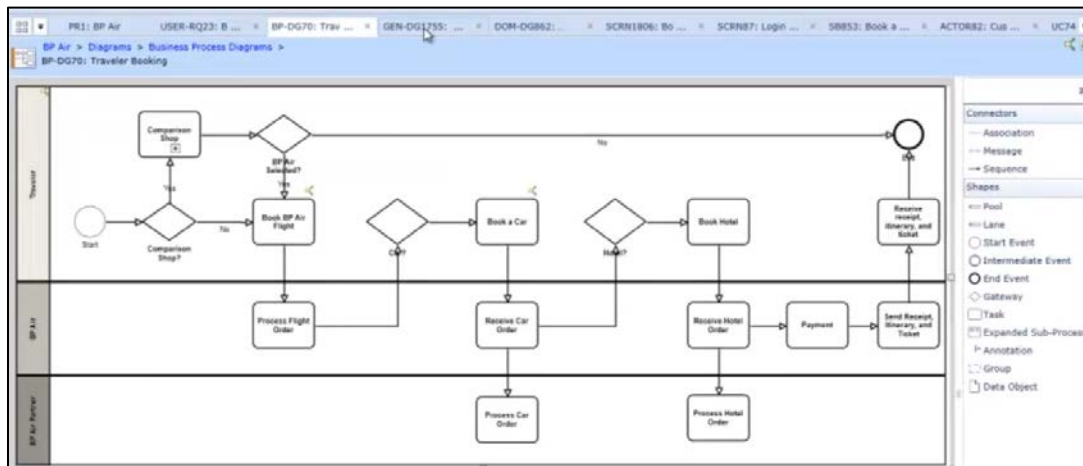 PR1: BP Air
USER-RQ23: B ...
BP-DG70: Trav ...
GEN-DG1755: ...
DOM-DG862: ...
SCRN1806: Bo ...
SCRN87: Login ...
SB853: Book a ...
ACTOR82: Cus ...
UC74
BP Air > Diagrams > Business Process Diagrams >
BP-DG70: Traveler Booking
Traveler
Comparison
Shop
BP Air
Selected?
No
Yes
Yes
Start
Comparison
Shop?
No
Book BP Air
Flight
Car?
Book a Car
Hotel?
Book Hotel
Receive
receipt,
itinerary, and
ticket
BP Air
Process Flight
Order
Receive Car
Order
Receive Hotel
Order
Payment
Send Receipt,
Itinerary, and
Ticket
BP Air Partner
Process Car
Order
Process Hotel
Order
Connectors
Association
Message
Sequence
Shapes
Pool
Lane
Start Event
Intermediate Event
End Event
Gateway
Task
Expanded Sub-Process
Annotation
Group
Data Object